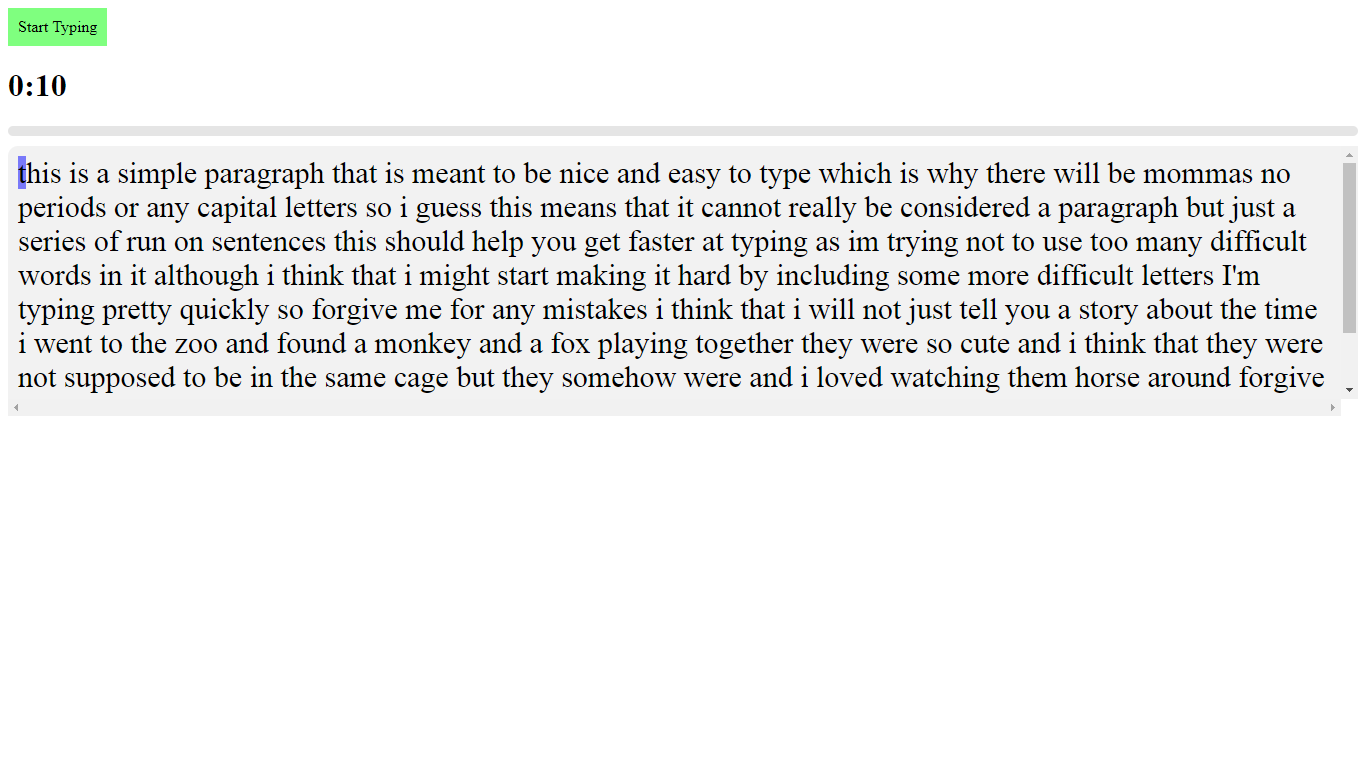 Start Typing
0:10
this is a simple paragraph that is meant to be nice and easy to type which is why there will be mommas no
periods or any capital letters so i guess this means that it cannot really be considered a paragraph but just a
series of run on sentences this should help you get faster at typing as im trying not to use too many difficult
words in it although i think that i might start making it hard by including some more difficult letters I'm
typing pretty quickly so forgive me for any mistakes i think that i will not just tell you a story about the time
i went to the zoo and found a monkey and a fox playing together they were so cute and i think that they were
not supposed to be in the same cage but they somehow were and i loved watching them horse around forgive